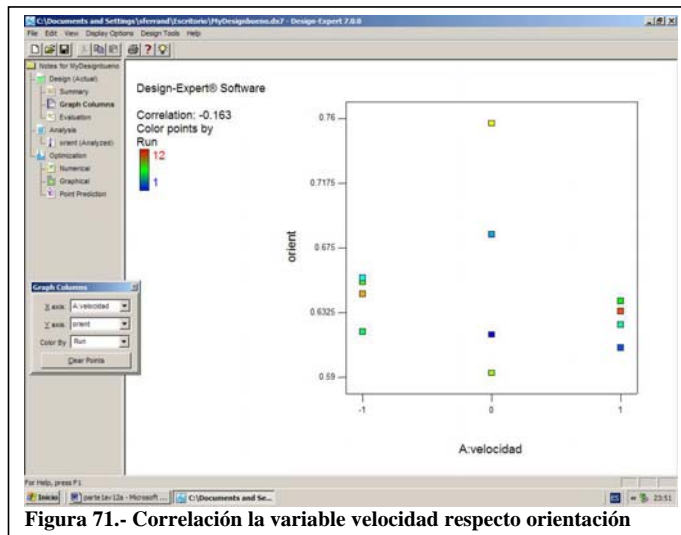 C:\Documents and Settings\sferrand\Escritorio\MyDesignbueno.dx7 - Design-Expert 7.0.0
File Edit View Display Options Design Tools Help
Notes for MyDesignbueno
Design (Actual)
Summary
Graph Columns
Evaluation
Analysis
orient (Analyzed)
Optimization
Numerical
Graphical
Point Prediction
Design-Expert® Software
Correlation: -0.163
Color points by
Run
12
1
Graph Columns
X axis: A:velocidad
Y axis: orient
Color By Run
Clear Points
orient
0.76
0.7175
0.675
0.6325
0.59
-1 0 1
A:velocidad
For Help, press F1
Inicio parte Lav12a - Microsoft ... C:\Documents and Se... ES « 23:51
Figura 71.- Correlación la variable velocidad respecto orientación